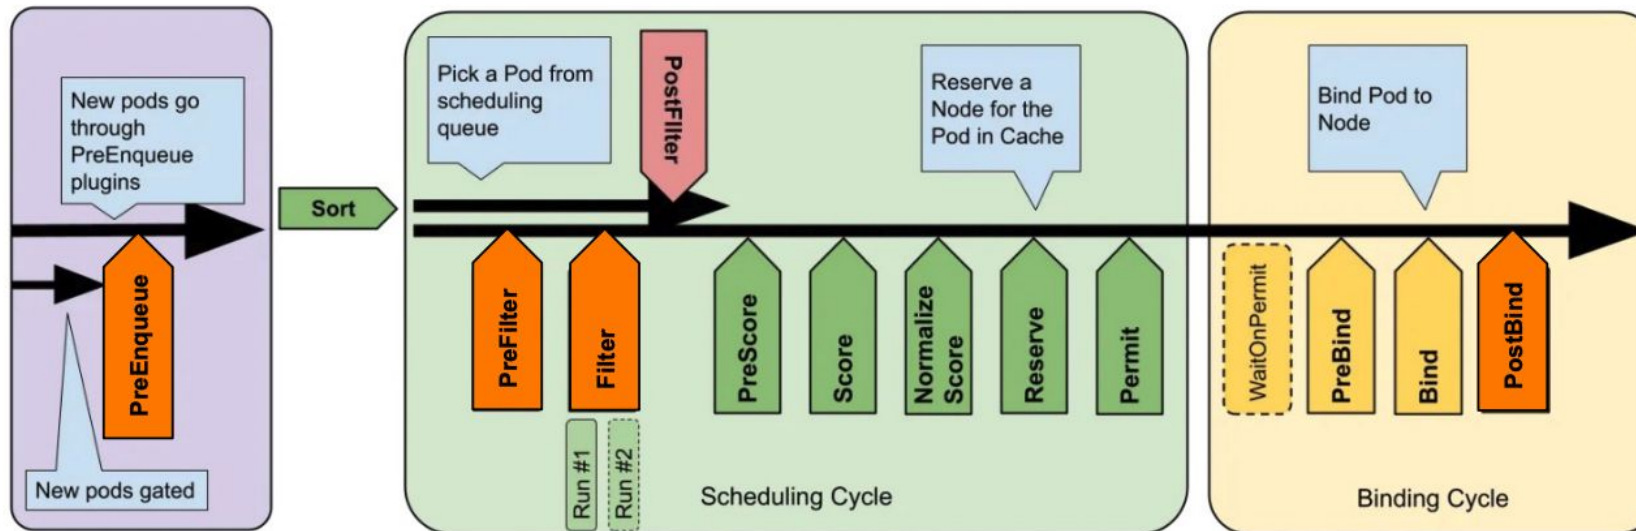 New pods go
through
PreEnqueue
plugins
PreEnqueue
New pods gated
Sort
Pick a Pod from
scheduling
queue
PostFIlter
Reserve a
Node for the
Pod in Cache
PreFilter
Filter
Run #1
Run #2
PreScore
Score
Normalize
Score
Reserve
Permit
Scheduling Cycle
Bind Pod to
Node
WaitOnPermit
PreBind
Bind
PostBind
Binding Cycle